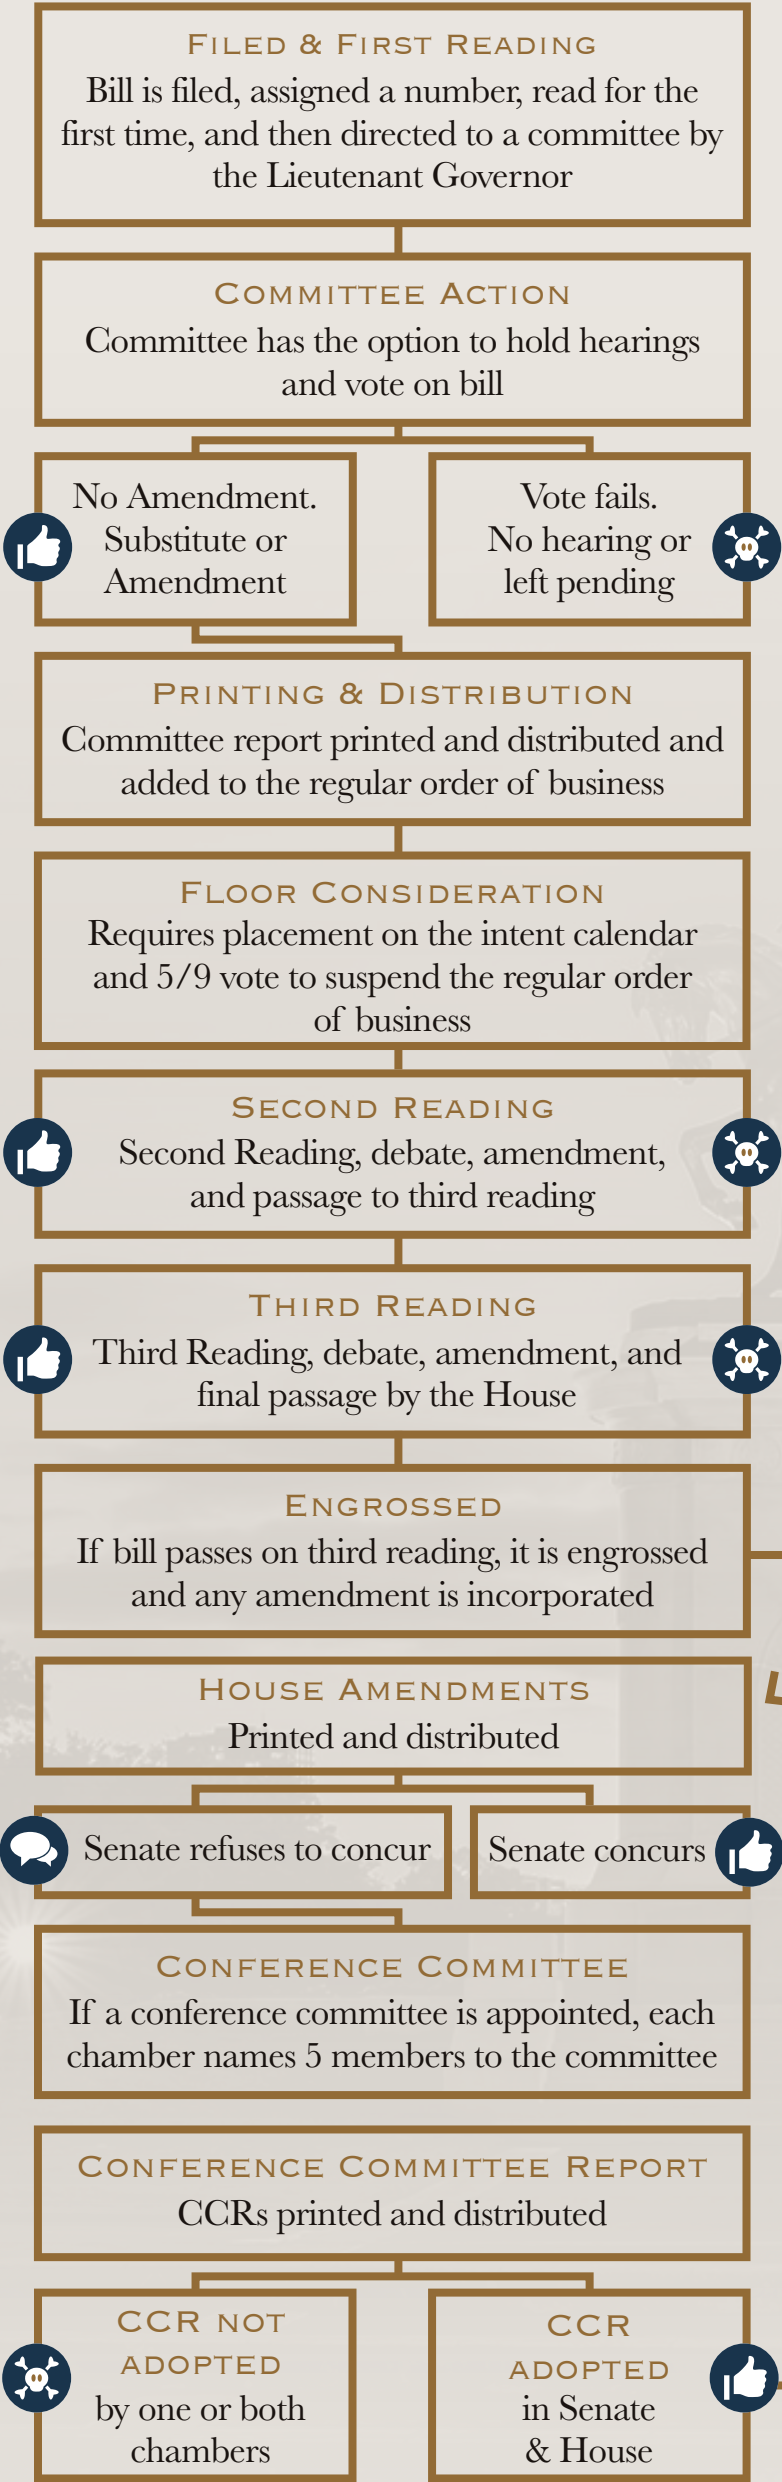 FILED & FIRST READING
Bill is filed, assigned a number, read for the
first time, and then directed to a committee by
the Lieutenant Governor
COMMITTEE ACTION
Committee has the option to hold hearings
and vote on bill
No Amendment.
Substitute or
Amendment
Vote fails.
No hearing or
left pending
PRINTING & DISTRIBUTION
Committee report printed and distributed and
added to the regular order of business
FLOOR CONSIDERATION
Requires placement on the intent calendar
and 5/9 vote to suspend the regular order
of business
SECOND READING
Second Reading, debate, amendment,
and passage to third reading
THIRD READING
Third Reading, debate, amendment, and
final passage by the House
ENGROSSED
If bill passes on third reading, it is engrossed
and any amendment is incorporated
HOUSE AMENDMENTS
Printed and distributed
Senate refuses to concur
Senate concurs
CONFERENCE COMMITTEE
If a conference committee is appointed, each
chamber names 5 members to the committee
CONFERENCE COMMITTEE REPORT
CCRs printed and distributed
CCR NOT
ADOPTED
by one or both
chambers
CCR
ADOPTED
in Senate
& House